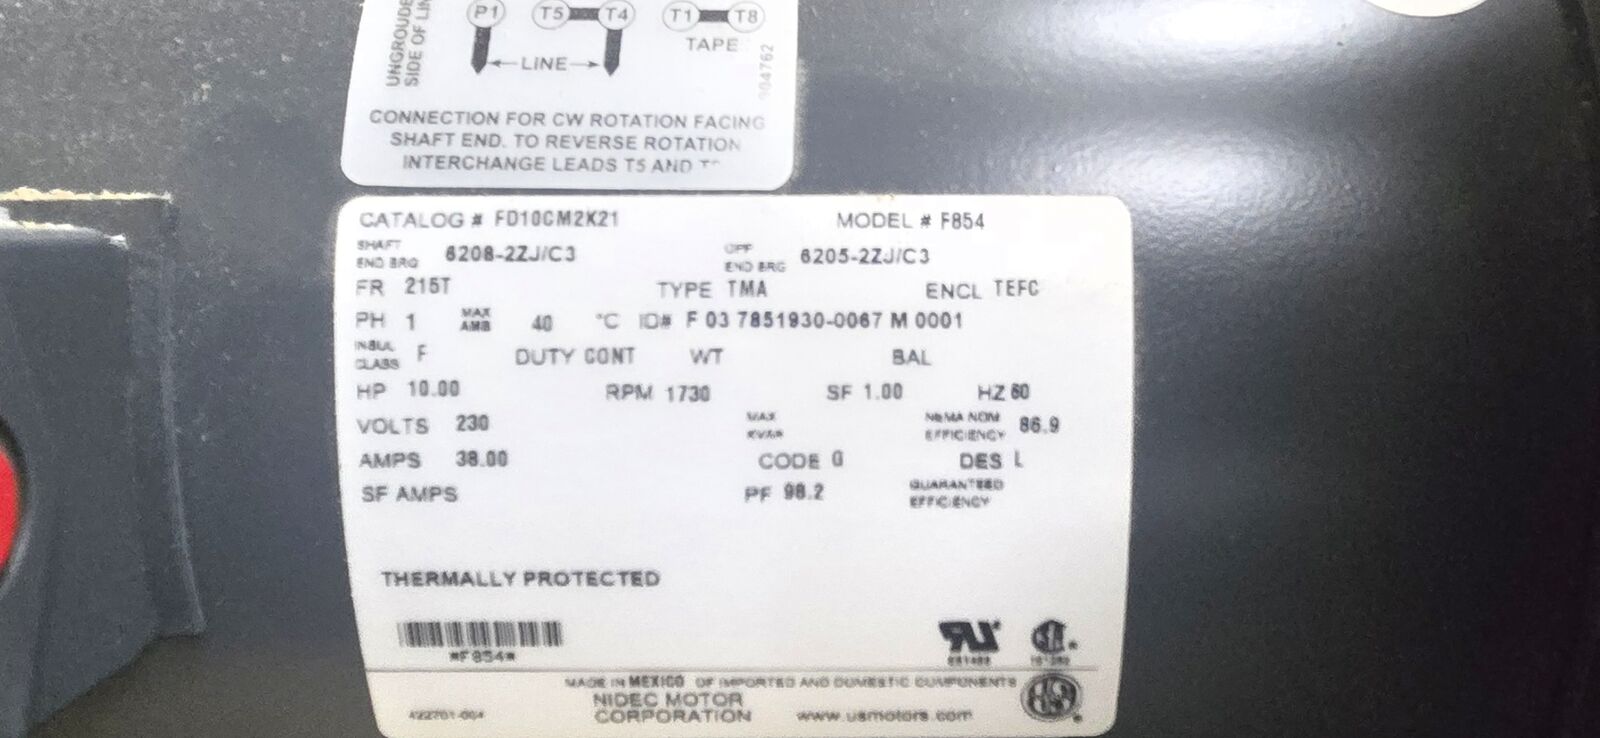 UNGROUDED
SIDE OF LINE
P1 T5 T4 T1 T8
LINE
TAPE
904762
CONNECTION FOR CW ROTATION FACING
SHAFT END. TO REVERSE ROTATION
INTERCHANGE LEADS T5 AND
CATALOG # FD10CM2K21 MODEL # F854
SHAFT END BRG 6208-2ZJ/C3 OPP END BRG 6205-2ZJ/C3
FR 215T TYPE TMA ENCL TEFC
PH 1 MAX AMB 40 °C ID# F 03 7851930-0067 M 0001
INSUL CLASS F DUTY CONT WT BAL
HP 10.00 RPM 1730 SF 1.00 HZ 60
VOLTS 230 MAX KVAR NEMA NOM EFFICIENCY 86.9
AMPS 38.00 CODE G DES L
SF AMPS PF 98.2 GUARANTEED EFFICIENCY
THERMALLY PROTECTED
*F854*
MADE IN MEXICO OF IMPORTED AND DOMESTIC COMPONENTS
NIDEC MOTOR
422701-004 CORPORATION www.usmotors.com